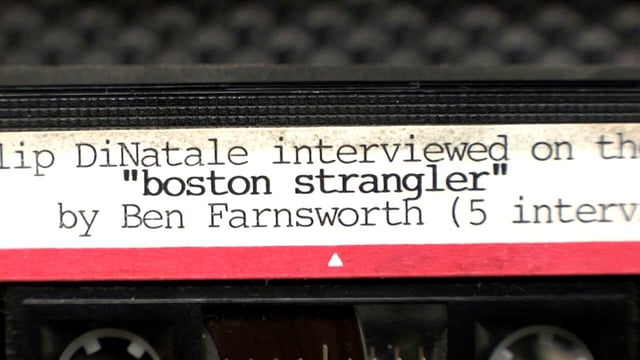 lip DiNatale interviewed on th
"boston strangler"
by Ben Farnsworth (5 interv